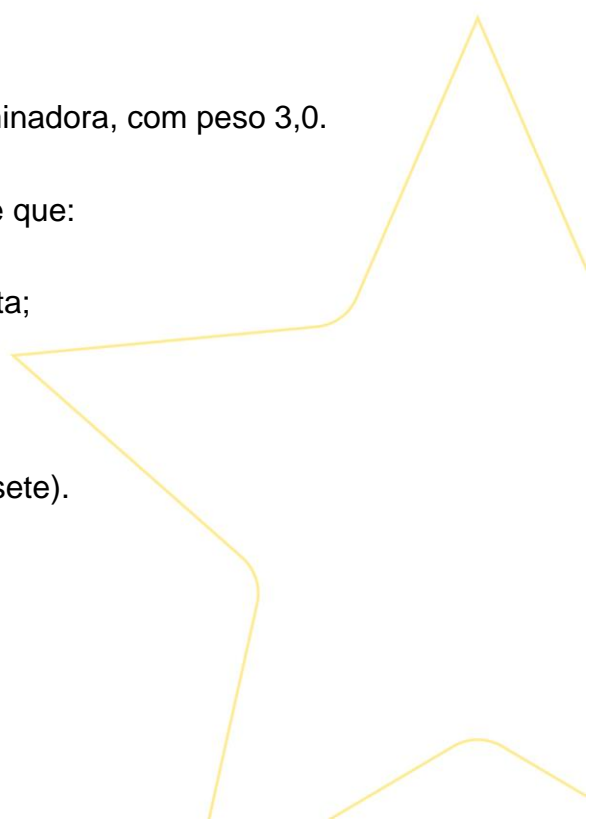 inadora, com peso 3,0.
e que:
ta;
sete).